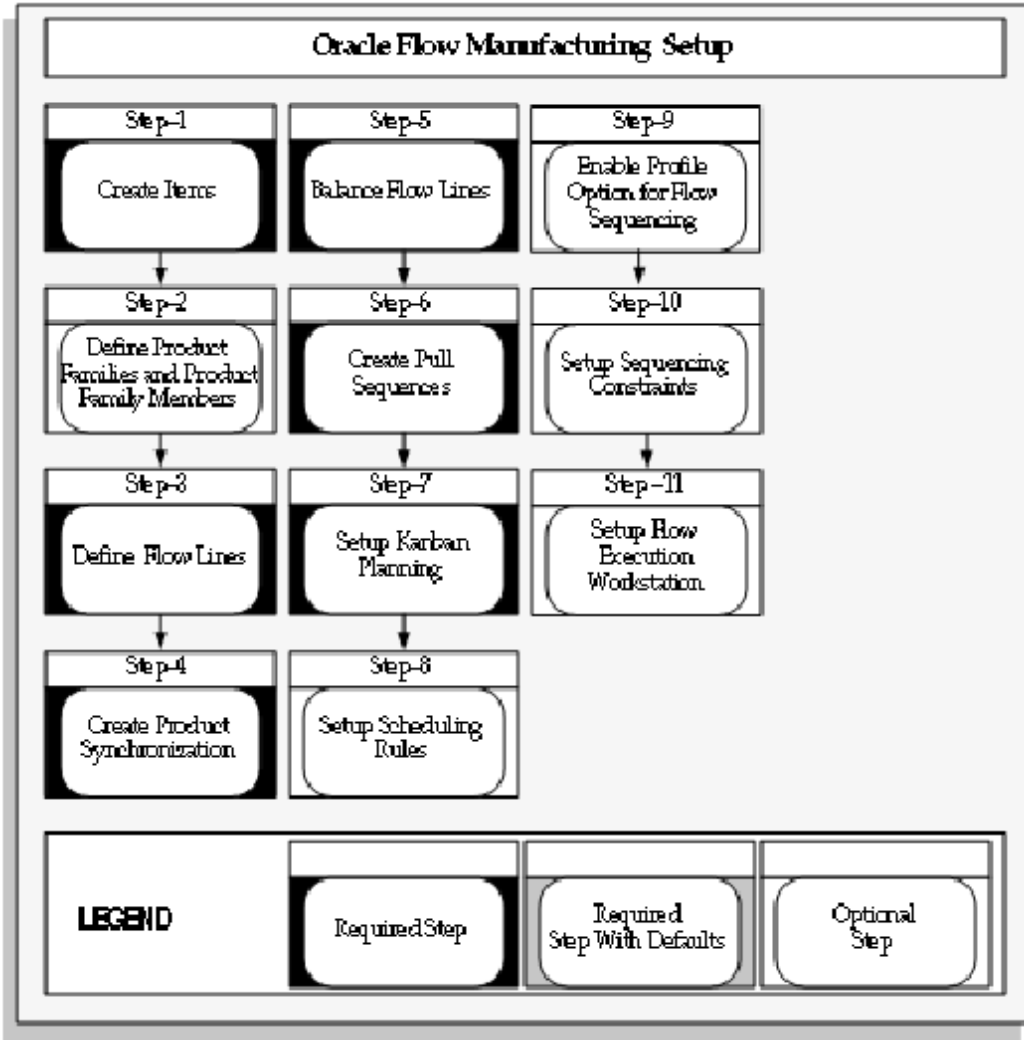 Oracle Flow Manufacturing Setup
Step-1
Create Items
Step-2
Define Product
Families and Product
Family Members
Step-3
Define Flow Lines
Step-4
Create Product
Synchronization
Step-5
Balance Flow Lines
Step-6
Create Pull
Sequences
Step-7
Setup Kanban
Planning
Step-8
Setup Scheduling
Rules
Step-9
Enable Profile
Option for Flow
Sequencing
Step-10
Setup Sequencing
Constraints
Step-11
Setup Flow
Execution
Workstation
LEGEND
Required Step
Required
Step With Defaults
Optional
Step